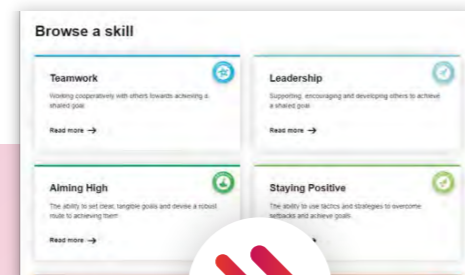 Browse a skill
Teamwork
Working cooperatively with others towards achieving a
shared goal
Read more →
Leadership
Supporting, encouraging and developing others to achieve
a shared goal
Read more →
Aiming High
The ability to set clear, tangible goals and devise a robust
route to achieving them
Read more →
Staying Positive
The ability to use tactics and strategies to overcome
setbacks and achieve goals